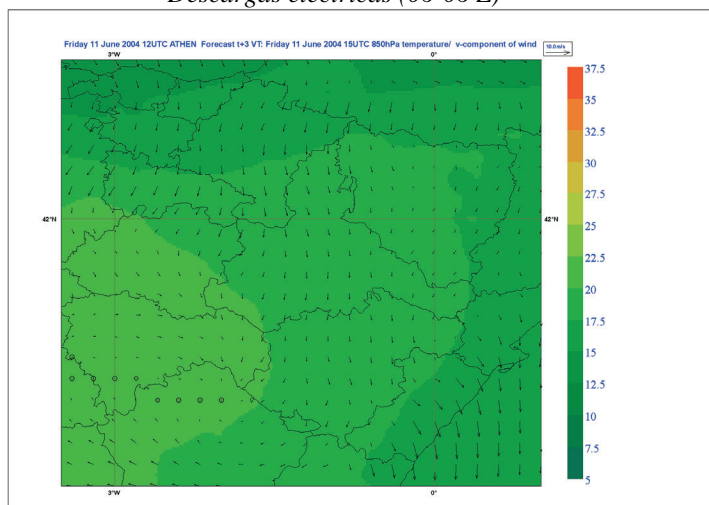 Descargas eléctricas (03-06 Z)
Friday 11 June 2004 12UTC ATHEN Forecast t+3 VT: Friday 11 June 2004 15UTC 850hPa temperature/ v-component of wind
10.0m/s
3°W 0°
37.5
35
32.5
30
27.5
25
22.5
20
17.5
15
12.5
10
7.5
5
42°N 42°N
3°W 0°